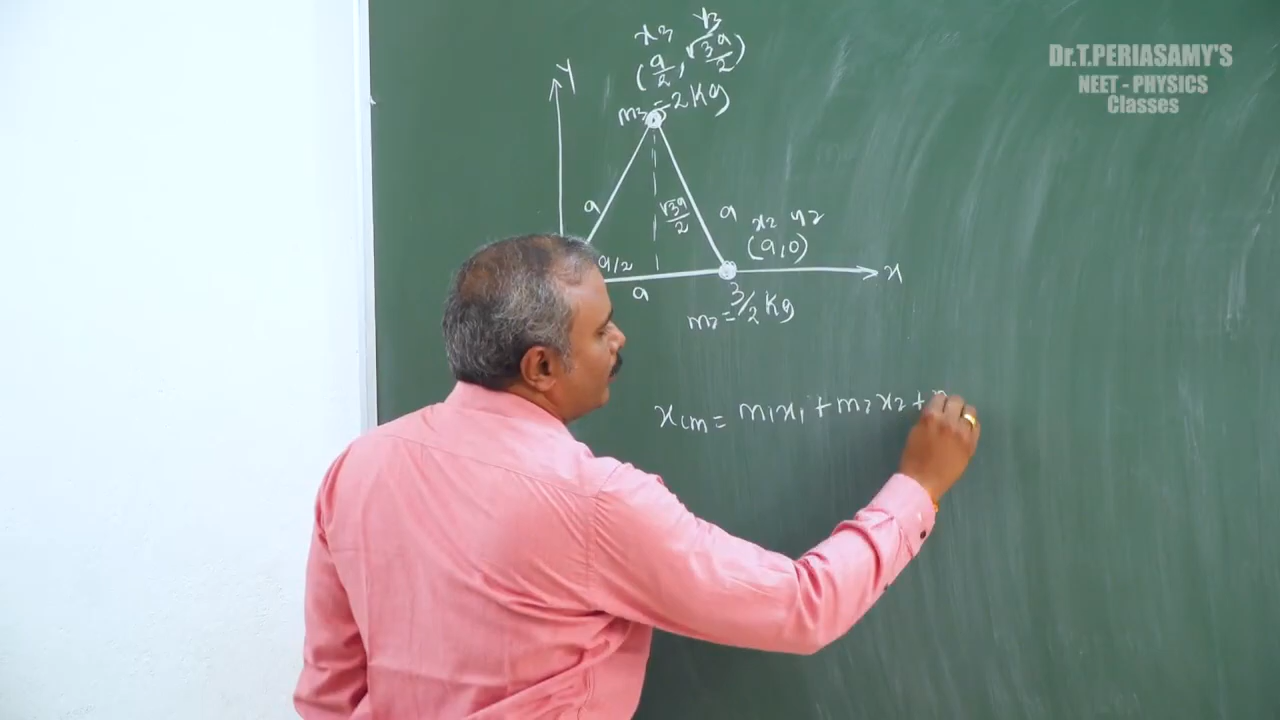 x3 y3
(a/2, √3a/2)
Dr.T.PERIASAMY'S
NEET - PHYSICS
Classes
Y
m3=2Kg
a
√3a/2
a
x2 y2
(a,0)
a/2
a
x
m2=3/2Kg
xcm= m1x1+m2x2+